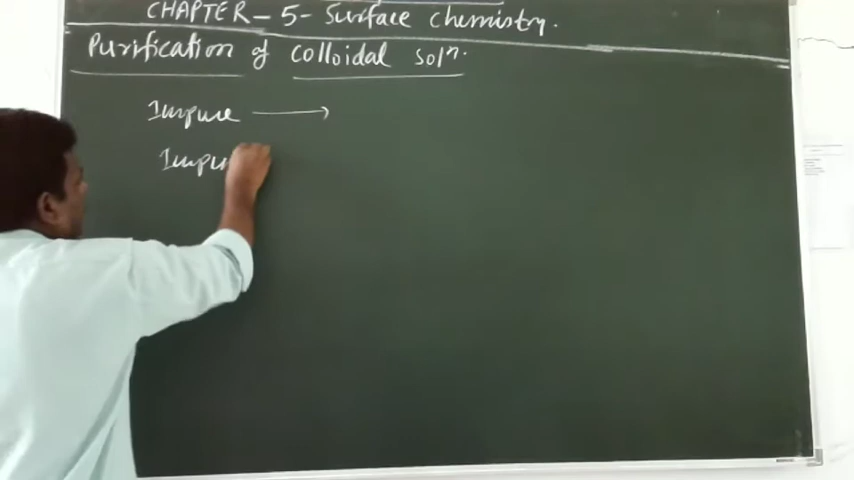 CHAPTER - 5 - Surface chemistry.
Purification of colloidal solⁿ.
Impure ⟶
Impu